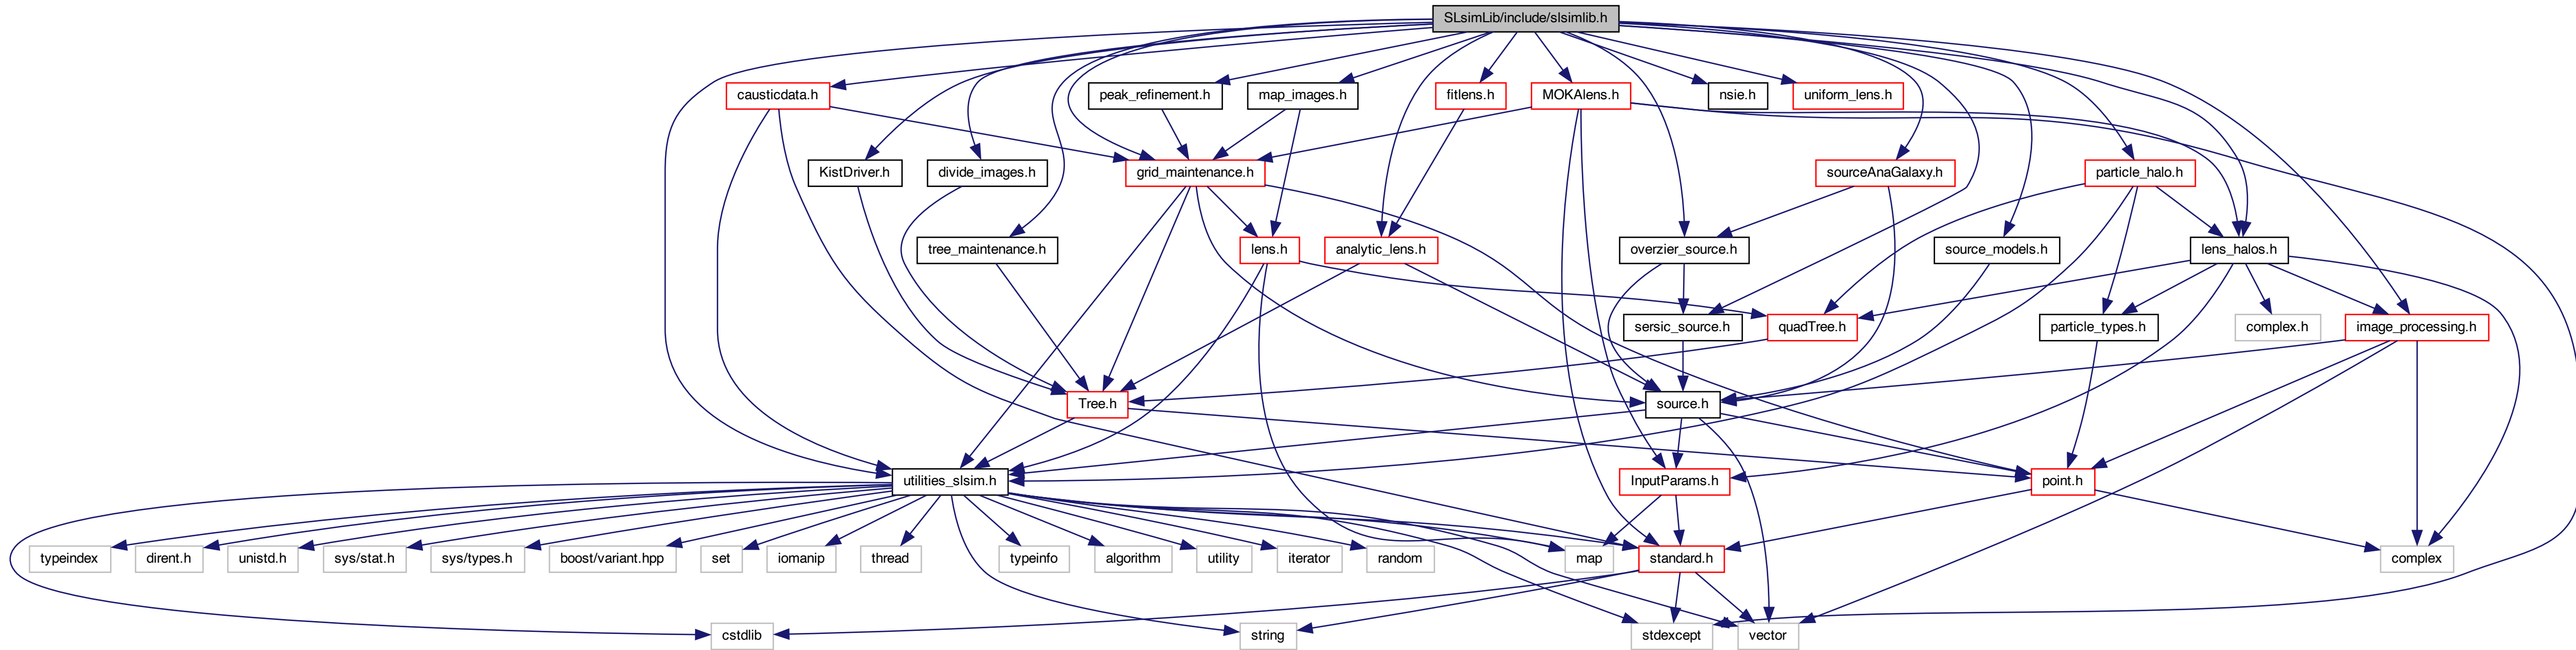 SLsimLib/include/slsimlib.h
causticdata.h
peak_refinement.h
map_images.h
fitlens.h
MOKAlens.h
nsie.h
uniform_lens.h
KistDriver.h
divide_images.h
grid_maintenance.h
sourceAnaGalaxy.h
particle_halo.h
tree_maintenance.h
lens.h
analytic_lens.h
overzier_source.h
source_models.h
lens_halos.h
sersic_source.h
quadTree.h
particle_types.h
complex.h
image_processing.h
Tree.h
source.h
utilities_slsim.h
InputParams.h
point.h
typeindex
dirent.h
unistd.h
sys/stat.h
sys/types.h
boost/variant.hpp
set
iomanip
thread
typeinfo
algorithm
utility
iterator
random
map
standard.h
complex
cstdlib
string
stdexcept
vector